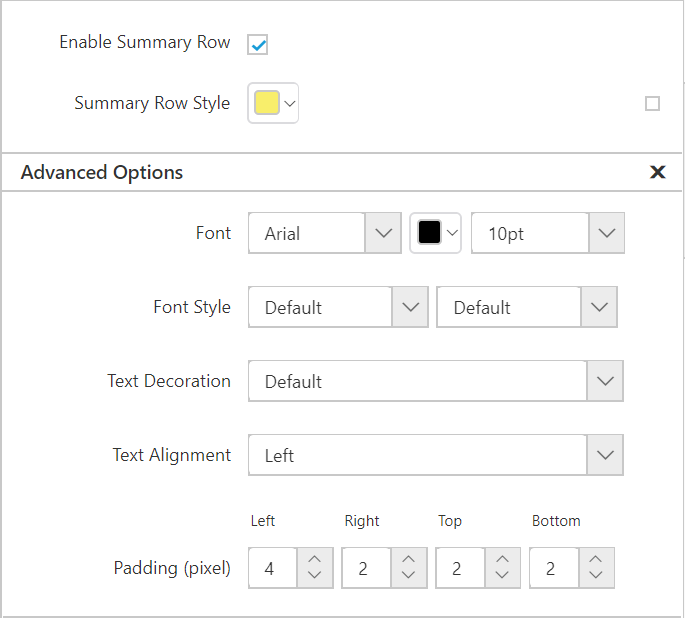 Enable Summary Row
Summary Row Style
Advanced Options X
Font Arial 10pt
Font Style Default Default
Text Decoration Default
Text Alignment Left
Left Right Top Bottom
Padding (pixel) 4 2 2 2